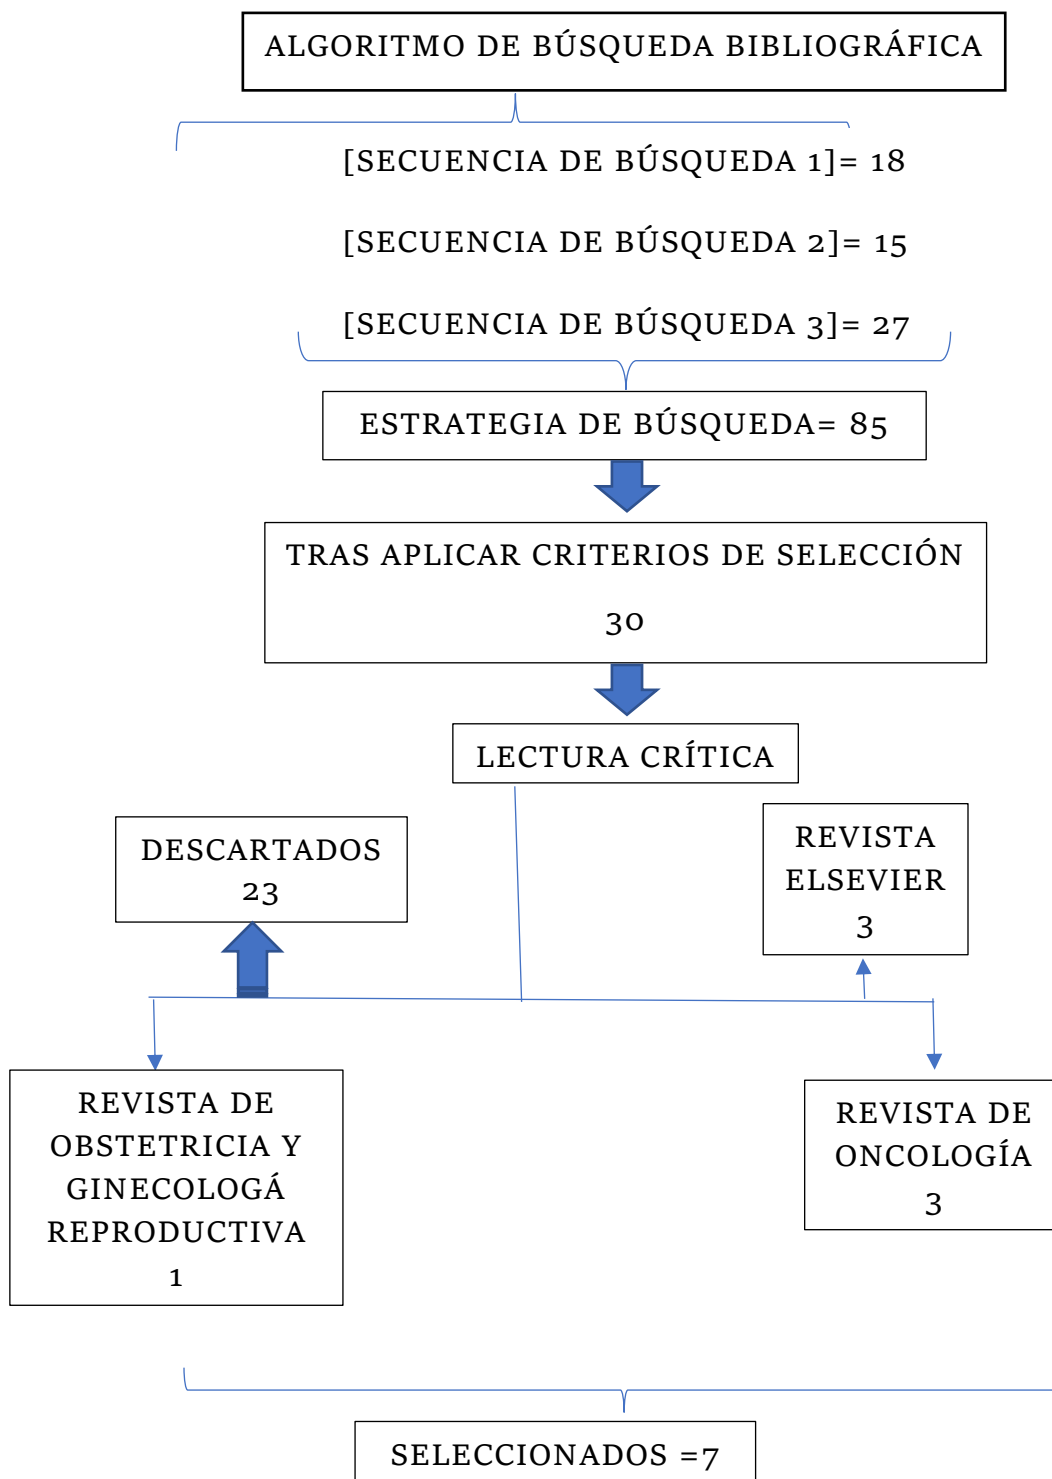 ALGORITMO DE BÚSQUEDA BIBLIOGRÁFICA
[SECUENCIA DE BÚSQUEDA 1]= 18
[SECUENCIA DE BÚSQUEDA 2]= 15
[SECUENCIA DE BÚSQUEDA 3]= 27
ESTRATEGIA DE BÚSQUEDA= 85
TRAS APLICAR CRITERIOS DE SELECCIÓN
30
LECTURA CRÍTICA
DESCARTADOS
23
REVISTA
ELSEVIER
3
REVISTA DE
OBSTETRICIA Y
GINECOLOGÁ
REPRODUCTIVA
1
REVISTA DE
ONCOLOGÍA
3
SELECCIONADOS =7